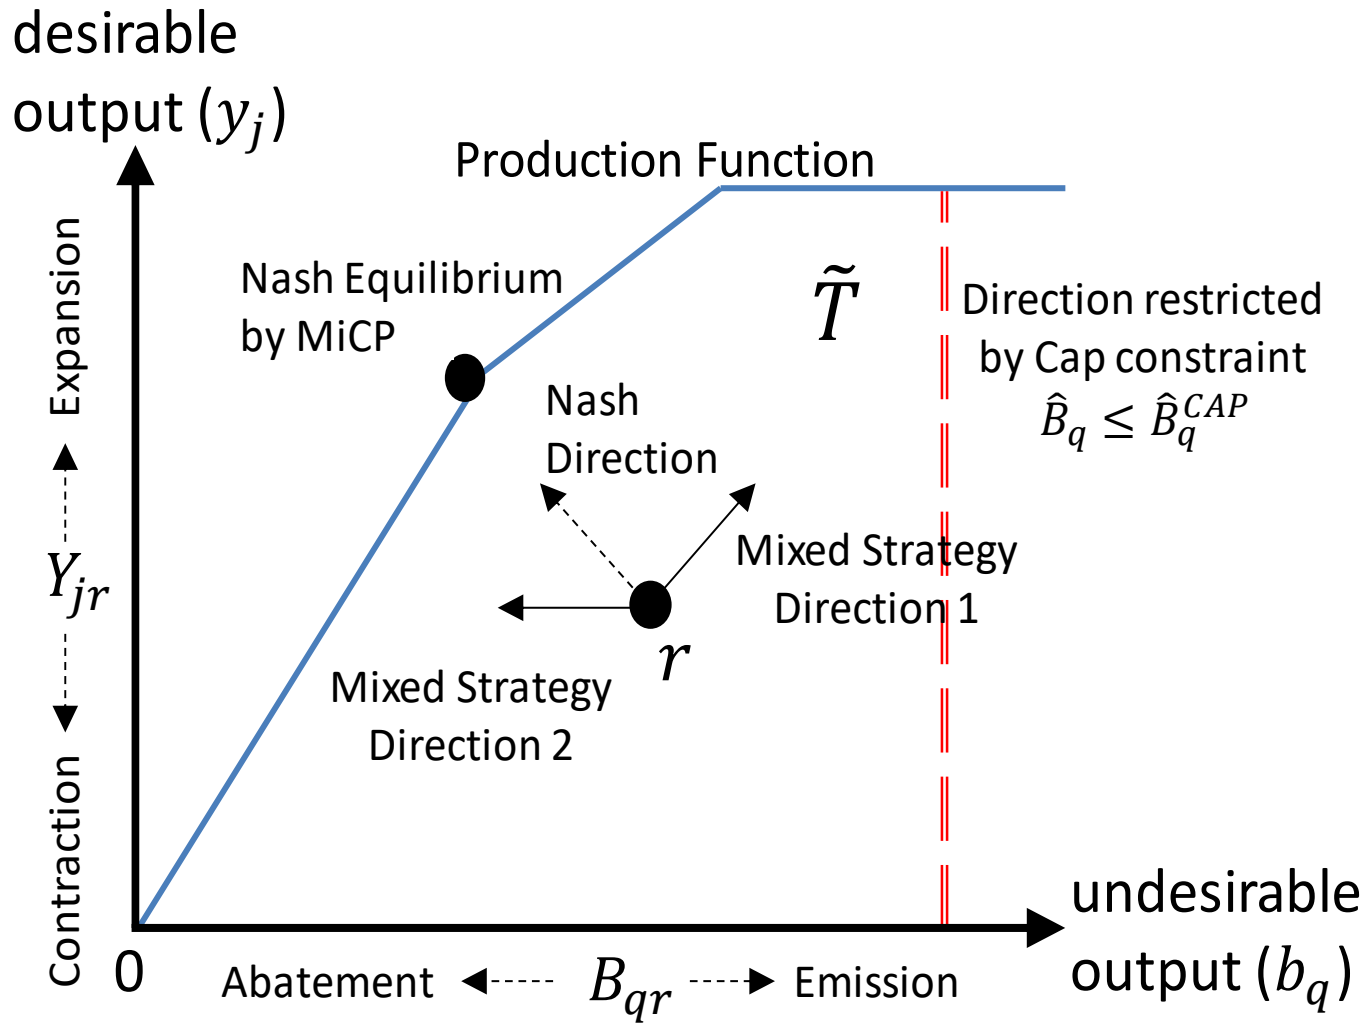 desirable
output (y_j)
Production Function
Expansion
Nash Equilibrium
by MiCP
T̃
Direction restricted
by Cap constraint
B̂_q ≤ B̂_q^CAP
Nash
Direction
Mixed Strategy
Direction 1
Y_jr
r
Mixed Strategy
Direction 2
Contraction
0
Abatement
B_qr
Emission
undesirable
output (b_q)